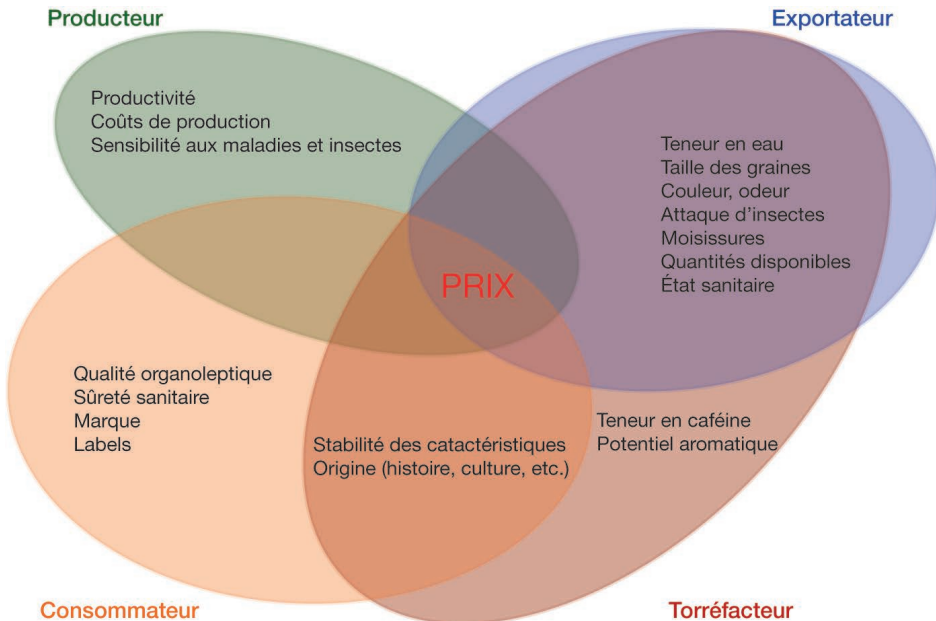 Producteur
Exportateur
Productivité
Coûts de production
Sensibilité aux maladies et insectes
Teneur en eau
Taille des graines
Couleur, odeur
Attaque d'insectes
Moisissures
Quantités disponibles
État sanitaire
PRIX
Qualité organoleptique
Sûreté sanitaire
Marque
Labels
Stabilité des catactéristiques
Origine (histoire, culture, etc.)
Teneur en caféine
Potentiel aromatique
Consommateur
Torréfacteur